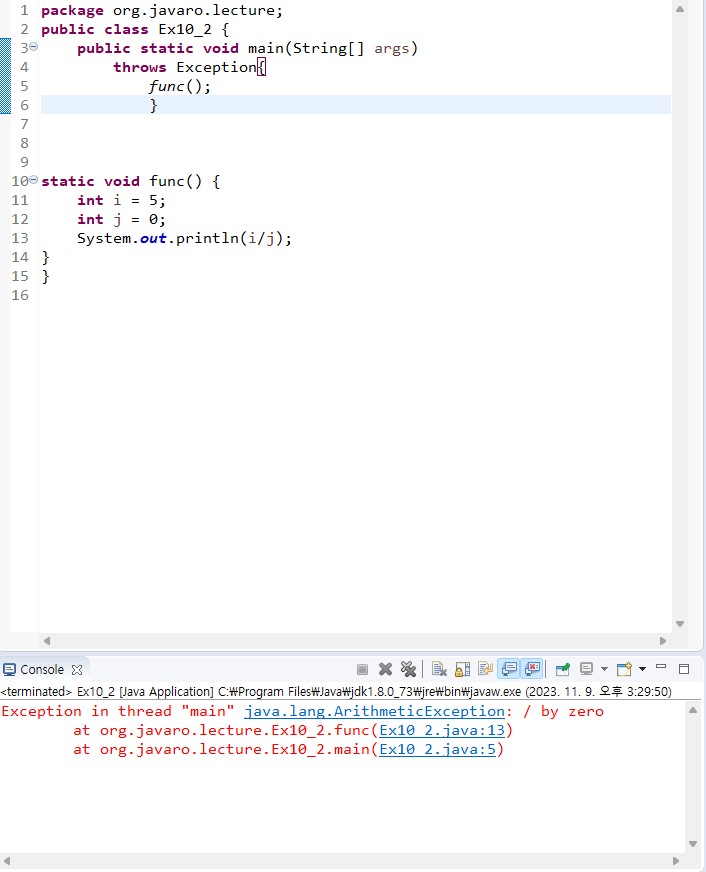 1 package org.javaro.lecture;
2 public class Ex10_2 {
3 public static void main(String[] args)
4 throws Exception{
5 func();
6 }
7
8
9
10 static void func() {
11 int i = 5;
12 int j = 0;
13 System.out.println(i/j);
14 }
15 }
16
Console
<terminated> Ex10_2 [Java Application] C:₩Program Files₩Java₩jdk1.8.0_73₩jre₩bin₩javaw.exe (2023. 11. 9. 오후 3:29:50)
Exception in thread "main" java.lang.ArithmeticException: / by zero
at org.javaro.lecture.Ex10_2.func(Ex10_2.java:13)
at org.javaro.lecture.Ex10_2.main(Ex10_2.java:5)